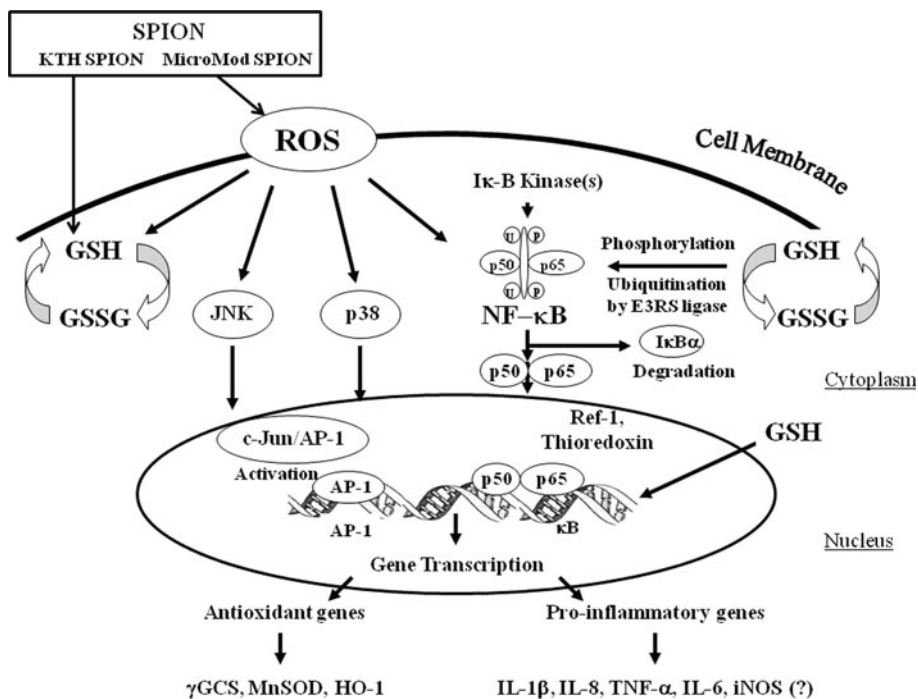 SPION
KTH SPION MicroMod SPION
ROS
Cell Membrane
Iκ-B Kinase(s)
U P
p50 p65
U P
NF–κB
Phosphorylation
Ubiquitination
by E3RS ligase
GSH
GSSG
GSH
GSSG
JNK
p38
IκBα
Degradation
p50 p65
Cytoplasm
Ref-1,
Thioredoxin
GSH
c-Jun/AP-1
Activation
AP-1
p50 p65
AP-1
κB
Nucleus
Gene Transcription
Antioxidant genes
Pro-inflammatory genes
γGCS, MnSOD, HO-1
IL-1β, IL-8, TNF-α, IL-6, iNOS (?)